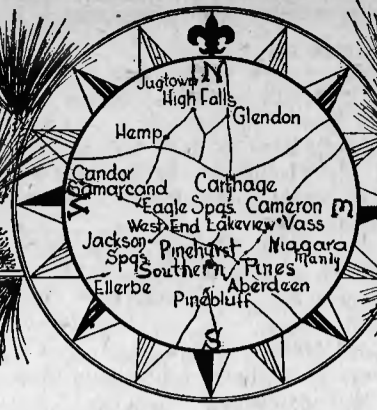 N
Jugtown
High Falls
Glendon
Hemp
Candor
Samarcand
Carthage
W
Eagle Spgs. Cameron
E
West End Lakeview Vass
Jackson
Spgs.
Pinehurst
Niagara
Manly
Southern Pines
Ellerbe
Aberdeen
Pinebluff
S